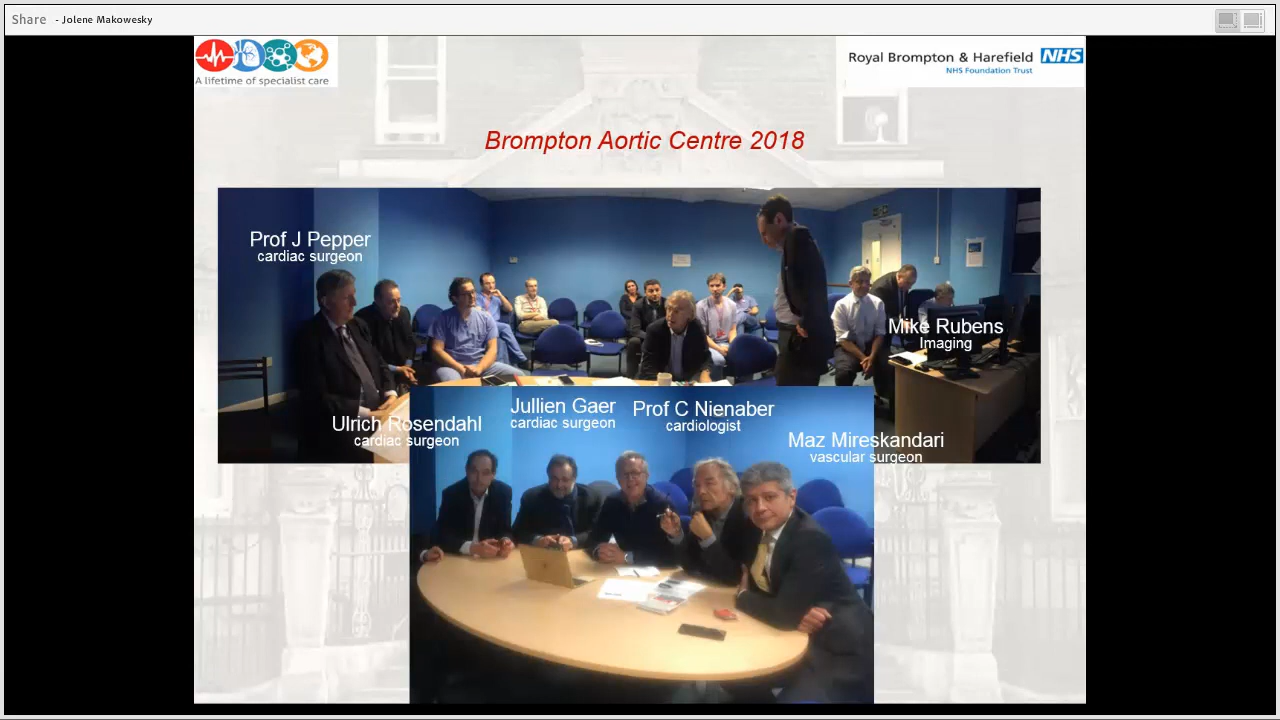 Share - Jolene Makowesky
A lifetime of specialist care
Royal Brompton & Harefield NHS
NHS Foundation Trust
Brompton Aortic Centre 2018
Prof J Pepper
cardiac surgeon
Mike Rubens
Imaging
Ulrich Rosendahl
cardiac surgeon
Jullien Gaer
cardiac surgeon
Prof C Nienaber
cardiologist
Maz Mireskandari
vascular surgeon